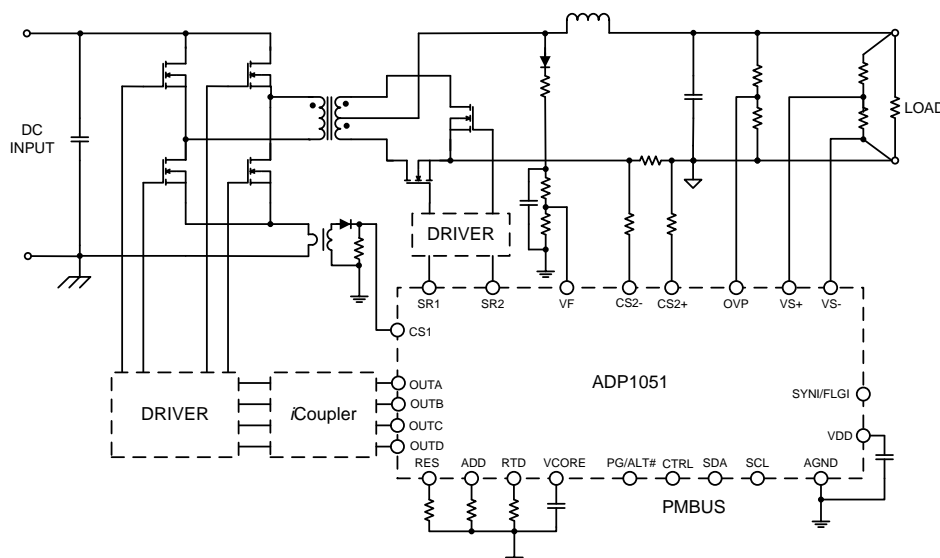 LOAD
DC
INPUT
DRIVER
SR1
SR2
VF
CS2-
CS2+
OVP
VS+
VS-
CS1
ADP1051
DRIVER
iCoupler
OUTA
OUTB
OUTC
OUTD
SYNI/FLGI
VDD
RES
ADD
RTD
VCORE
PG/ALT#
CTRL
SDA
SCL
AGND
PMBUS